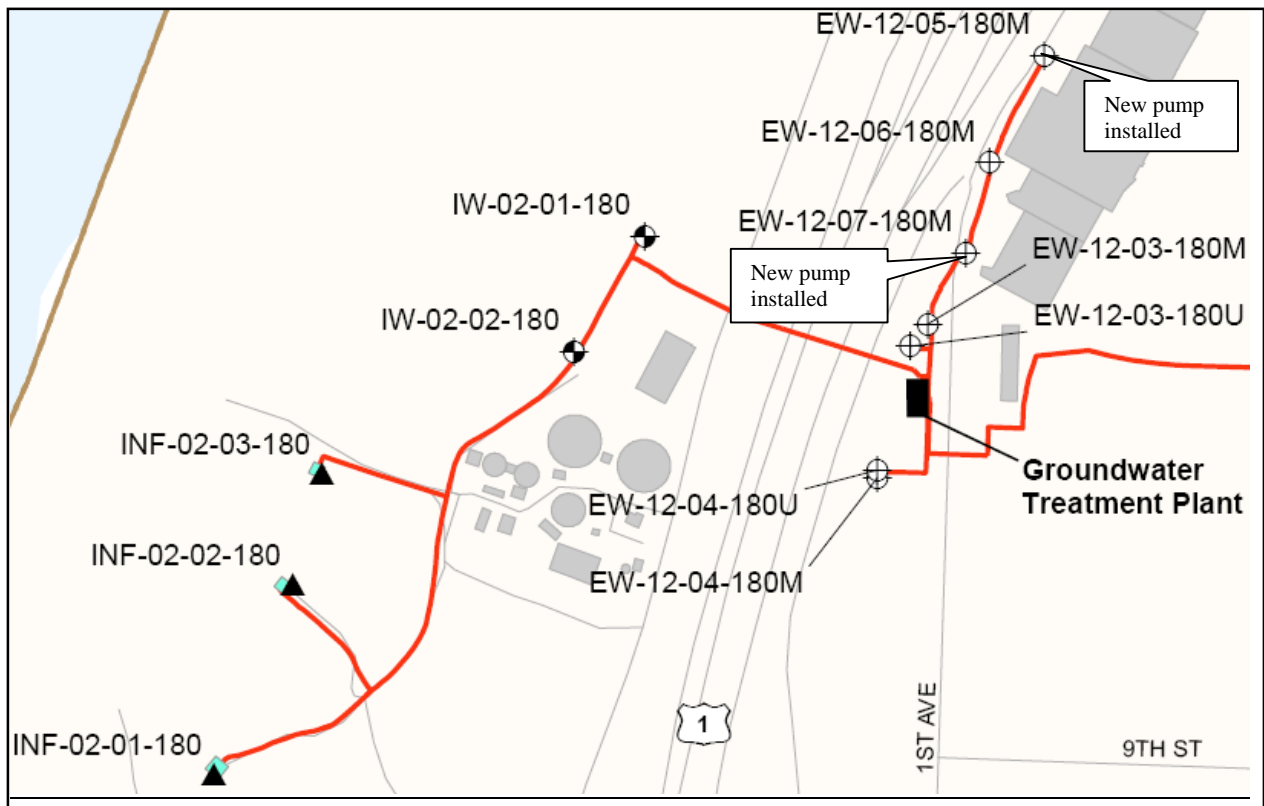 EW-12-05-180M
New pump
installed
EW-12-06-180M
IW-02-01-180
EW-12-07-180M
EW-12-03-180M
New pump
installed
IW-02-02-180
EW-12-03-180U
INF-02-03-180
Groundwater
Treatment Plant
EW-12-04-180U
INF-02-02-180
EW-12-04-180M
1
1ST AVE
INF-02-01-180
9TH ST